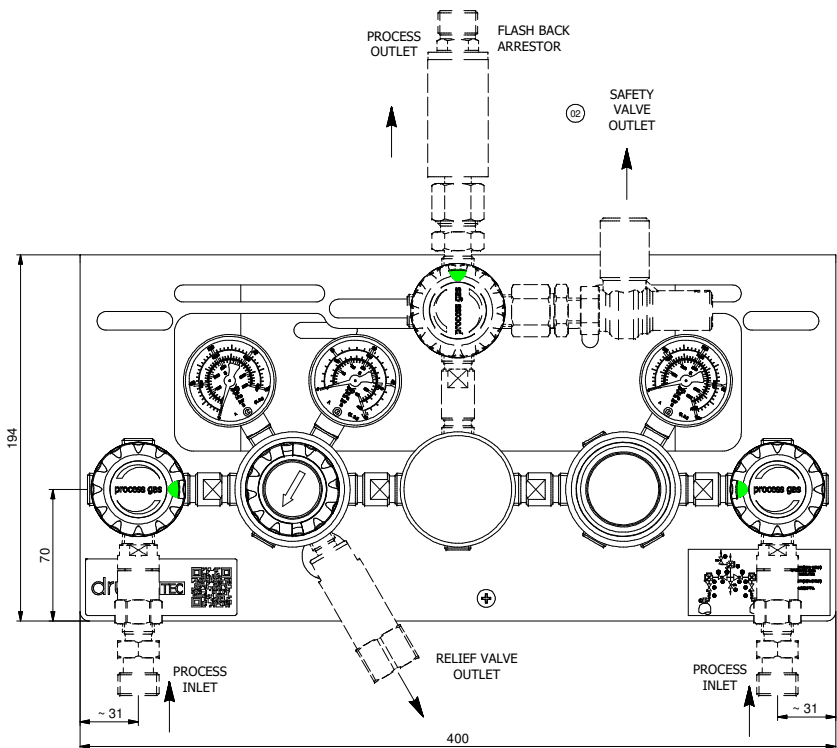 PROCESS
OUTLET
FLASH BACK
ARRESTOR
02
SAFETY
VALVE
OUTLET
process gas
194
process gas
process gas
70
TEC
RELIEF VALVE
OUTLET
PROCESS
INLET
PROCESS
INLET
~ 31
~ 31
400